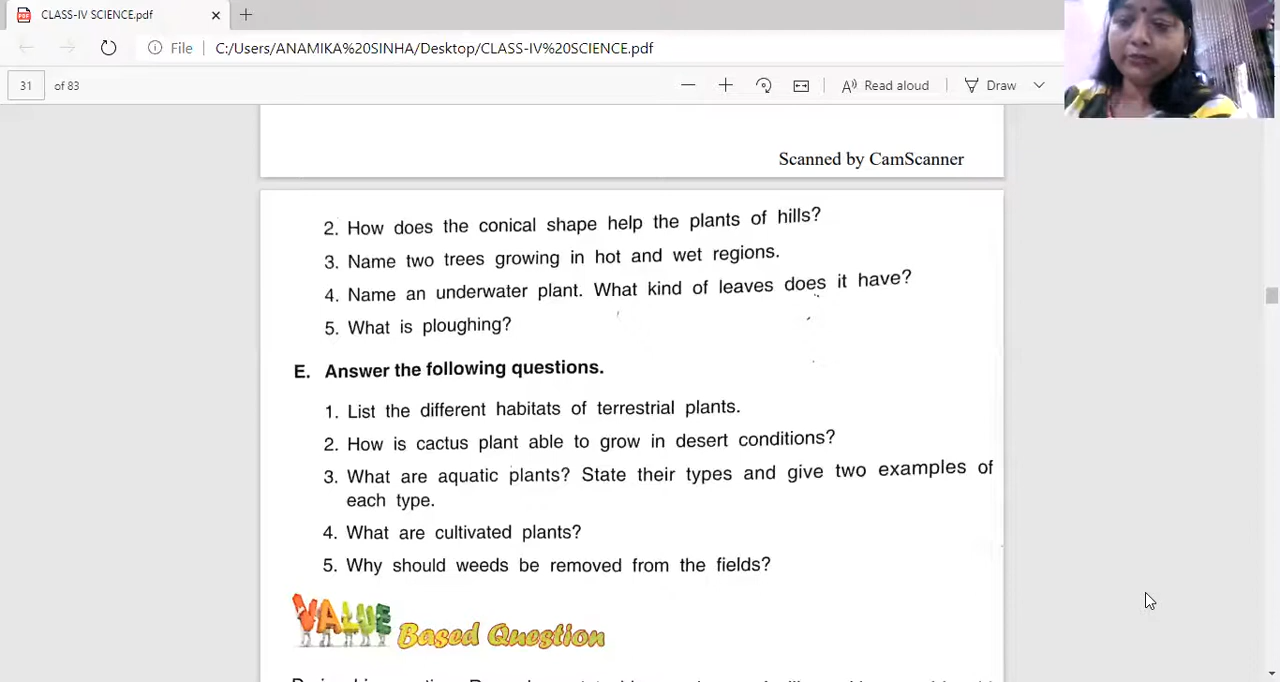 CLASS-IV SCIENCE.pdf
File C:/Users/ANAMIKA%20SINHA/Desktop/CLASS-IV%20SCIENCE.pdf
31 of 83 Read aloud Draw
Scanned by CamScanner
2. How does the conical shape help the plants of hills?
3. Name two trees growing in hot and wet regions.
4. Name an underwater plant. What kind of leaves does it have?
5. What is ploughing?
E. Answer the following questions.
1. List the different habitats of terrestrial plants.
2. How is cactus plant able to grow in desert conditions?
3. What are aquatic plants? State their types and give two examples of
each type.
4. What are cultivated plants?
5. Why should weeds be removed from the fields?
VALUE
Based Question